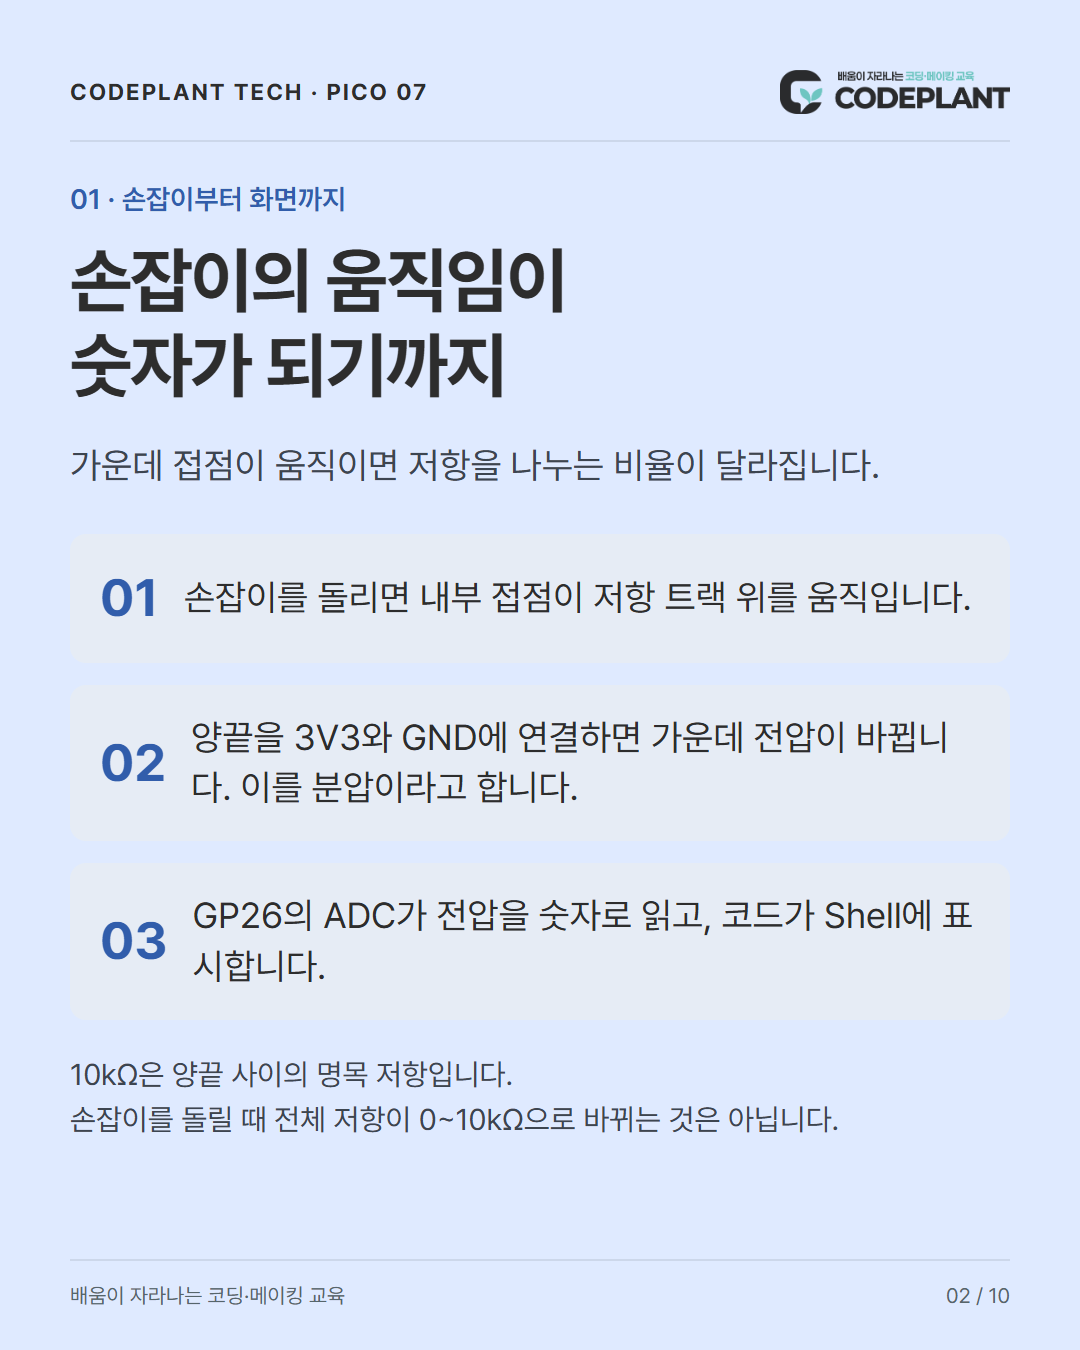 CODEPLANT TECH · PICO 07
배움이 자라나는 코딩·메이킹 교육
CODEPLANT
01 · 손잡이부터 화면까지
손잡이의 움직임이
숫자가 되기까지
가운데 접점이 움직이면 저항을 나누는 비율이 달라집니다.
01 손잡이를 돌리면 내부 접점이 저항 트랙 위를 움직입니다.
02 양끝을 3V3와 GND에 연결하면 가운데 전압이 바뀝니
다. 이를 분압이라고 합니다.
03 GP26의 ADC가 전압을 숫자로 읽고, 코드가 Shell에 표
시합니다.
10kΩ은 양끝 사이의 명목 저항입니다.
손잡이를 돌릴 때 전체 저항이 0~10kΩ으로 바뀌는 것은 아닙니다.
배움이 자라나는 코딩·메이킹 교육
02 / 10